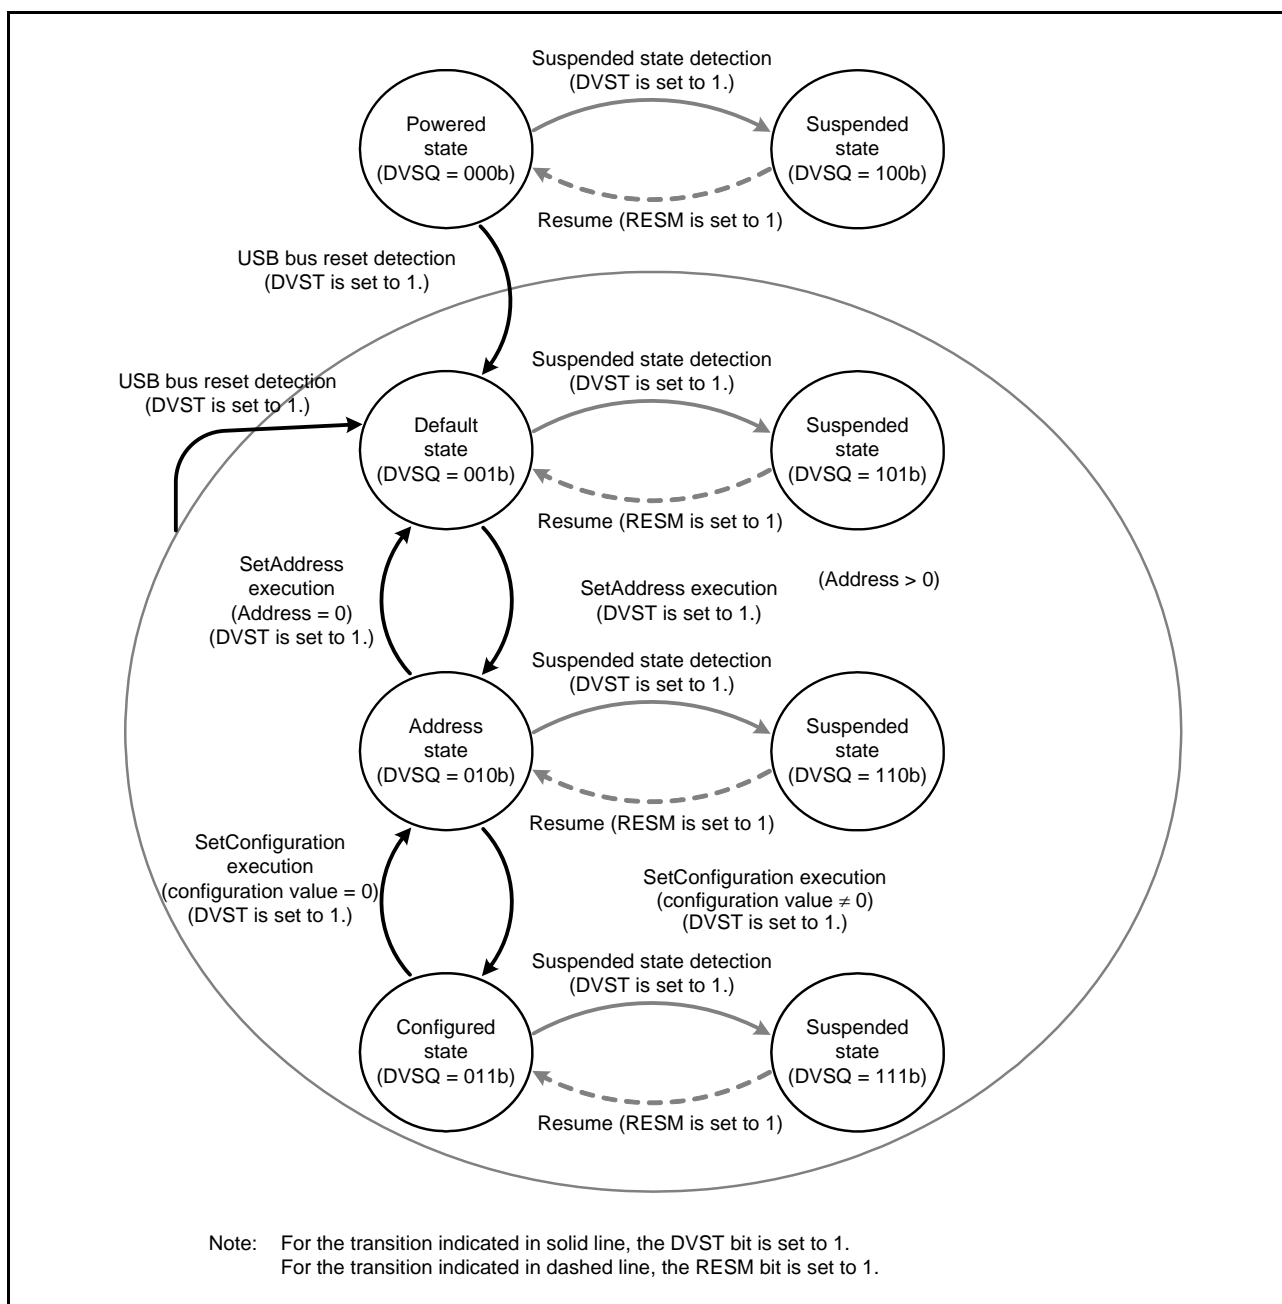 Suspended state detection
(DVST is set to 1.)
Powered
state
(DVSQ = 000b)
Suspended
state
(DVSQ = 100b)
Resume (RESM is set to 1)
USB bus reset detection
(DVST is set to 1.)
Suspended state detection
(DVST is set to 1.)
USB bus reset detection
(DVST is set to 1.)
Default
state
(DVSQ = 001b)
Suspended
state
(DVSQ = 101b)
Resume (RESM is set to 1)
SetAddress
execution
(Address = 0)
(DVST is set to 1.)
SetAddress execution
(DVST is set to 1.)
(Address > 0)
Suspended state detection
(DVST is set to 1.)
Address
state
(DVSQ = 010b)
Suspended
state
(DVSQ = 110b)
Resume (RESM is set to 1)
SetConfiguration
execution
(configuration value = 0)
(DVST is set to 1.)
SetConfiguration execution
(configuration value ≠ 0)
(DVST is set to 1.)
Suspended state detection
(DVST is set to 1.)
Configured
state
(DVSQ = 011b)
Suspended
state
(DVSQ = 111b)
Resume (RESM is set to 1)
Note: For the transition indicated in solid line, the DVST bit is set to 1.
For the transition indicated in dashed line, the RESM bit is set to 1.